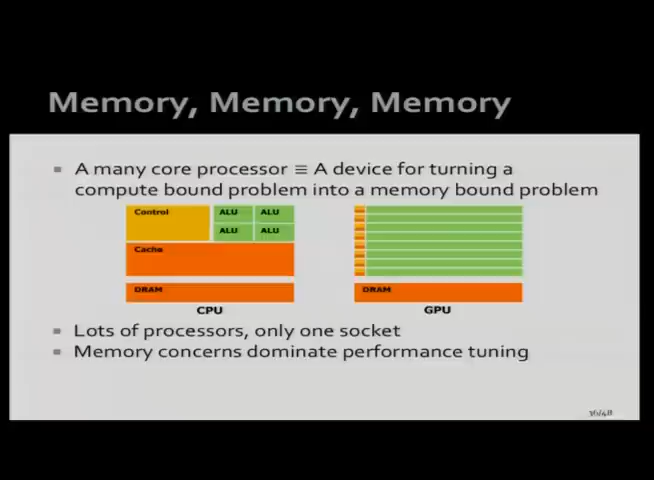 Memory, Memory, Memory
A many core processor ≡ A device for turning a
compute bound problem into a memory bound problem
Control
ALU ALU
ALU ALU
Cache
DRAM
CPU
DRAM
GPU
Lots of processors, only one socket
Memory concerns dominate performance tuning